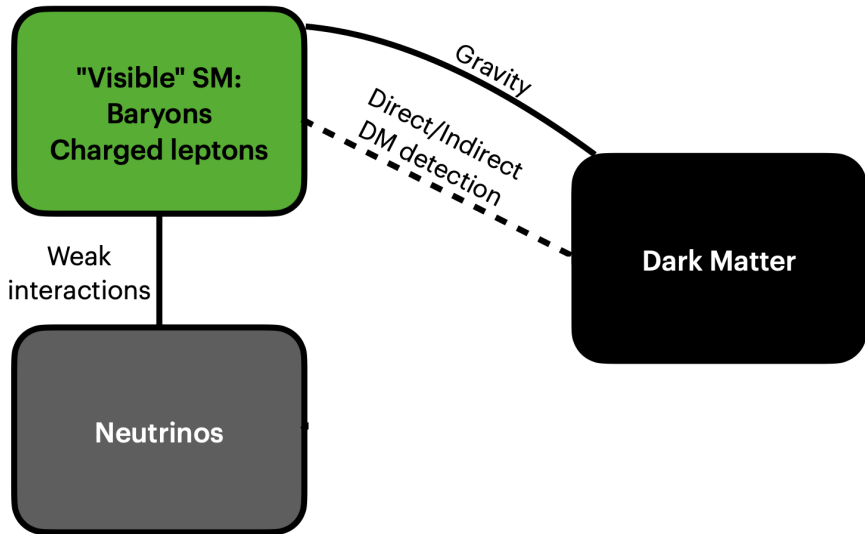 "Visible" SM:
Baryons
Charged leptons
Gravity
Direct/Indirect
DM detection
Weak
interactions
Dark Matter
Neutrinos